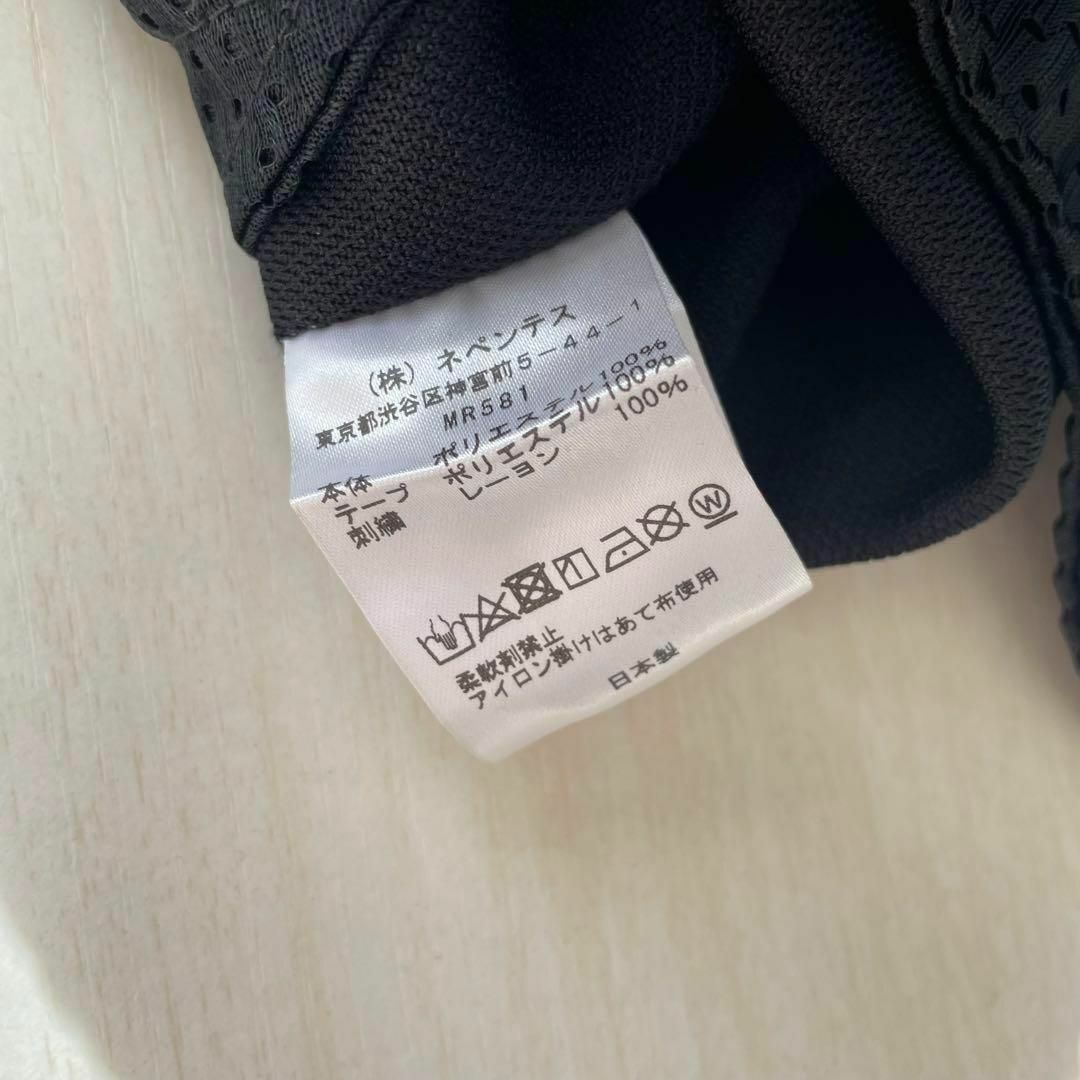 (株) ネペンテス
東京都渋谷区神宮前5-44-1
MR581
本体 ポリエステル100%
テープ ポリエステル100%
刺繍 レーヨン 100%
W
柔軟剤禁止
アイロン掛けはあて布使用
日本製